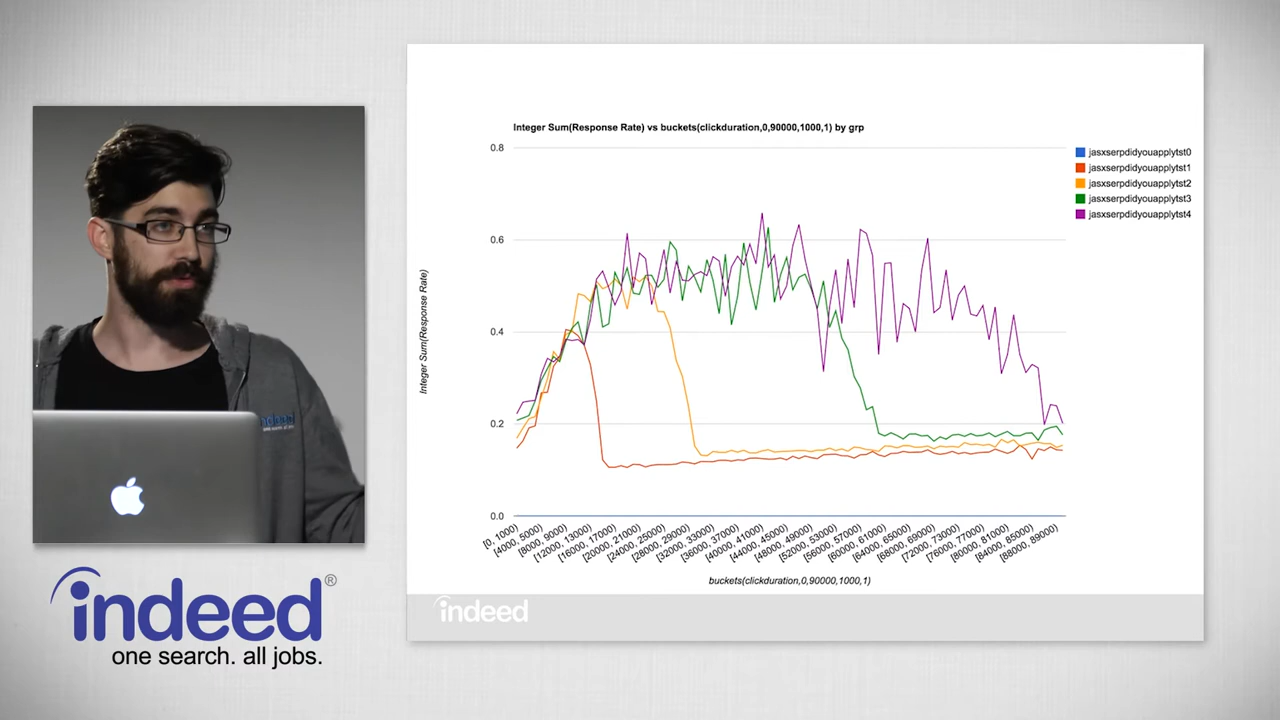 Integer Sum(Response Rate) vs buckets(clickduration,0,90000,1000,1) by grp
0.8
0.6
0.4
0.2
0.0
Integer Sum(Response Rate)
jasxserpdidyouapplytst0
jasxserpdidyouapplytst1
jasxserpdidyouapplytst2
jasxserpdidyouapplytst3
jasxserpdidyouapplytst4
[0, 1000)
[4000, 5000)
[8000, 9000)
[12000, 13000)
[16000, 17000)
[20000, 21000)
[24000, 25000)
[28000, 29000)
[32000, 33000)
[36000, 37000)
[40000, 41000)
[44000, 45000)
[48000, 49000)
[52000, 53000)
[56000, 57000)
[60000, 61000)
[64000, 65000)
[68000, 69000)
[72000, 73000)
[76000, 77000)
[80000, 81000)
[84000, 85000)
[88000, 89000)
buckets(clickduration,0,90000,1000,1)
indeed
indeed
indeed®
one search. all jobs.